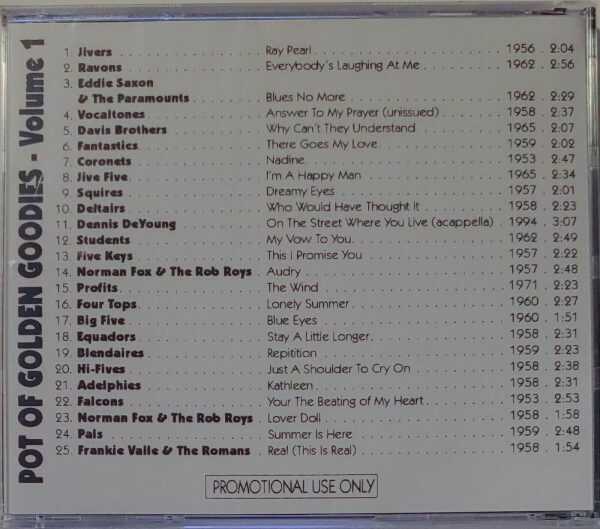 POT OF GOLDEN GOODIES - Volume 1
1. Jivers . . . Ray Pearl . . . 1956 . 2:04
2. Ravons . . . Everybody's Laughing At Me . . . 1962 . 2:56
3. Eddie Saxon
& The Paramounts . . . Blues No More . . . 1962 . 2:29
4. Vocaltones . . . Answer To My Prayer (unissued) . . . 1958 . 2:37
5. Davis Brothers . . . Why Can't They Understand . . . 1965 . 2:07
6. Fantastics . . . There Goes My Love . . . 1959 . 2:02
7. Coronets . . . Nadine . . . 1953 . 2:47
8. Jive Five . . . I'm A Happy Man . . . 1965 . 2:34
9. Squires . . . Dreamy Eyes . . . 1957 . 2:01
10. Deltairs . . . Who Would Have Thought It . . . 1958 . 2:23
11. Dennis DeYoung . . . On The Street Where You Live (acappella) . 1994 . 3:07
12. Students . . . My Vow To You . . . 1962 . 2:49
13. Five Keys . . . This I Promise You . . . 1957 . 2:22
14. Norman Fox & The Rob Roys . Audry . . . 1957 . 2:48
15. Profits . . . The Wind . . . 1971 . 2:23
16. Four Tops . . . Lonely Summer . . . 1960 . 2:27
17. Big Five . . . Blue Eyes . . . 1960 . 1:51
18. Equadors . . . Stay A Little Longer . . . 1958 . 2:31
19. Blendaires . . . Repitition . . . 1959 . 2:23
20. Hi-Fives . . . Just A Shoulder To Cry On . . . 1958 . 2:38
21. Adelphies . . . Kathleen . . . 1958 . 2:31
22. Falcons . . . Your The Beating of My Heart . . . 1953 . 2:53
23. Norman Fox & The Rob Roys . Lover Doll . . . 1958 . 1:58
24. Pals . . . Summer Is Here . . . 1959 . 2:48
25. Frankie Valle & The Romans . Real (This Is Real) . . . 1958 . 1:54
PROMOTIONAL USE ONLY